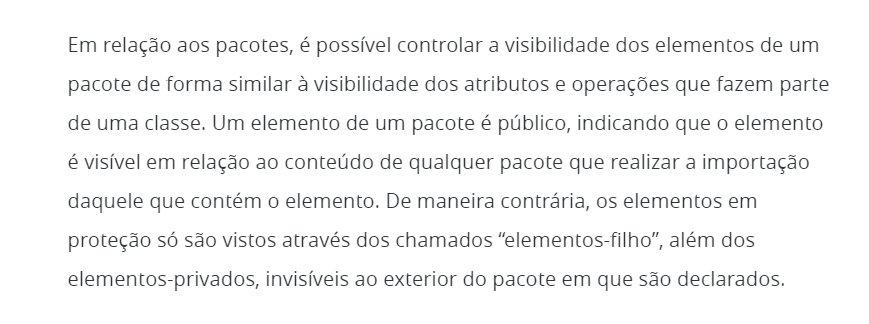 Em relação aos pacotes, é possível controlar a visibilidade dos elementos de um
pacote de forma similar à visibilidade dos atributos e operações que fazem parte
de uma classe. Um elemento de um pacote é público, indicando que o elemento
é visível em relação ao conteúdo de qualquer pacote que realizar a importação
daquele que contém o elemento. De maneira contrária, os elementos em
proteção só são vistos através dos chamados “elementos-filho”, além dos
elementos-privados, invisíveis ao exterior do pacote em que são declarados.